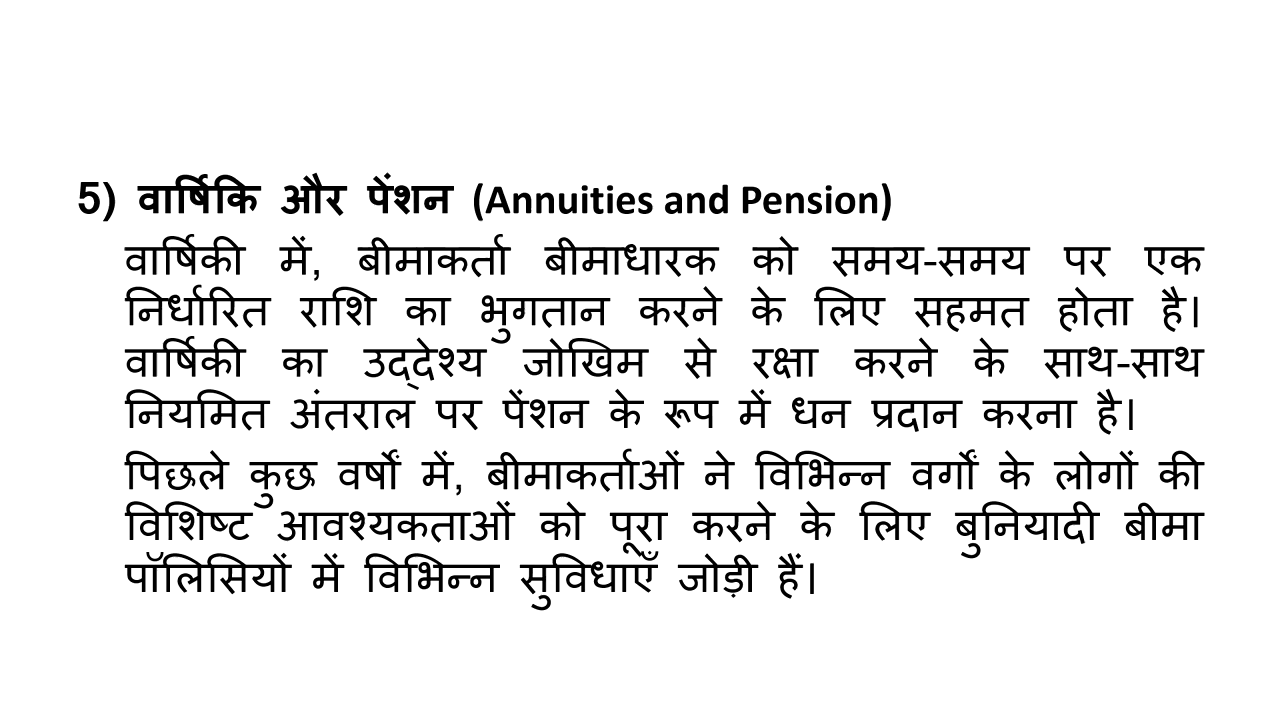 5) वार्षिकि और पेंशन (Annuities and Pension)
वार्षिकी में, बीमाकर्ता बीमाधारक को समय-समय पर एक
निर्धारित राशि का भुगतान करने के लिए सहमत होता है।
वार्षिकी का उद्देश्य जोखिम से रक्षा करने के साथ-साथ
नियमित अंतराल पर पेंशन के रूप में धन प्रदान करना है।
पिछले कुछ वर्षों में, बीमाकर्ताओं ने विभिन्न वर्गों के लोगों की
विशिष्ट आवश्यकताओं को पूरा करने के लिए बुनियादी बीमा
पॉलिसियों में विभिन्न सुविधाएँ जोड़ी हैं।